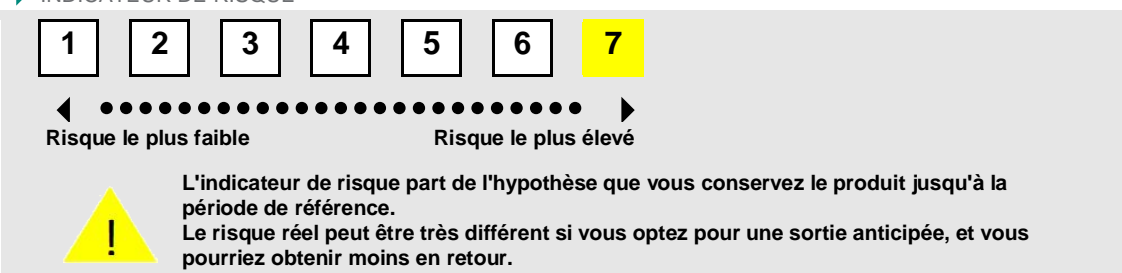 INDICATEUR DE RISQUE
1 2 3 4 5 6 7
Risque le plus faible Risque le plus élevé
L'indicateur de risque part de l'hypothèse que vous conservez le produit jusqu'à la
période de référence.
Le risque réel peut être très différent si vous optez pour une sortie anticipée, et vous
pourriez obtenir moins en retour.
!